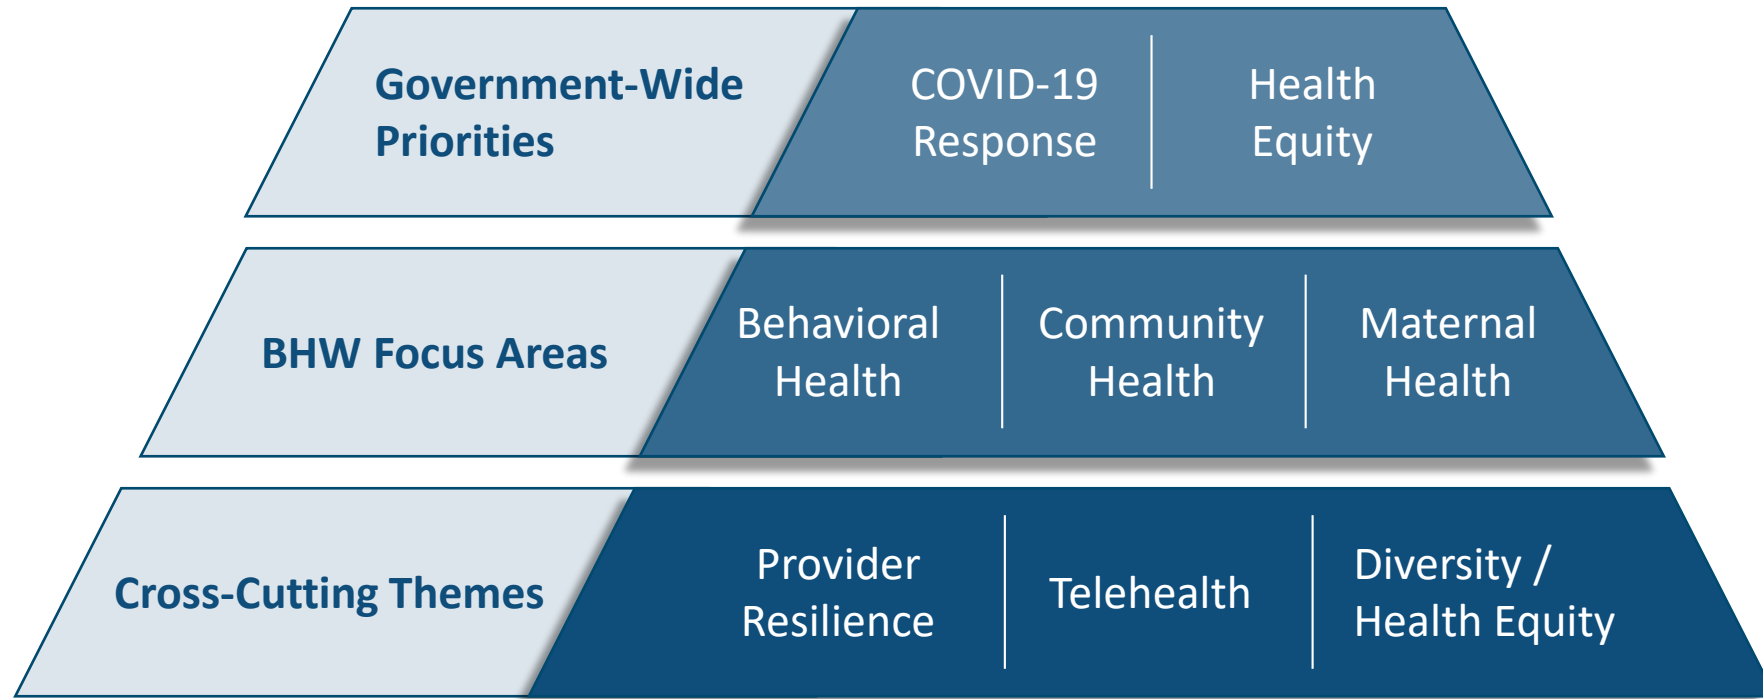 Government-Wide
Priorities
COVID-19
Response
Health
Equity
BHW Focus Areas
Behavioral
Health
Community
Health
Maternal
Health
Cross-Cutting Themes
Provider
Resilience
Telehealth
Diversity /
Health Equity